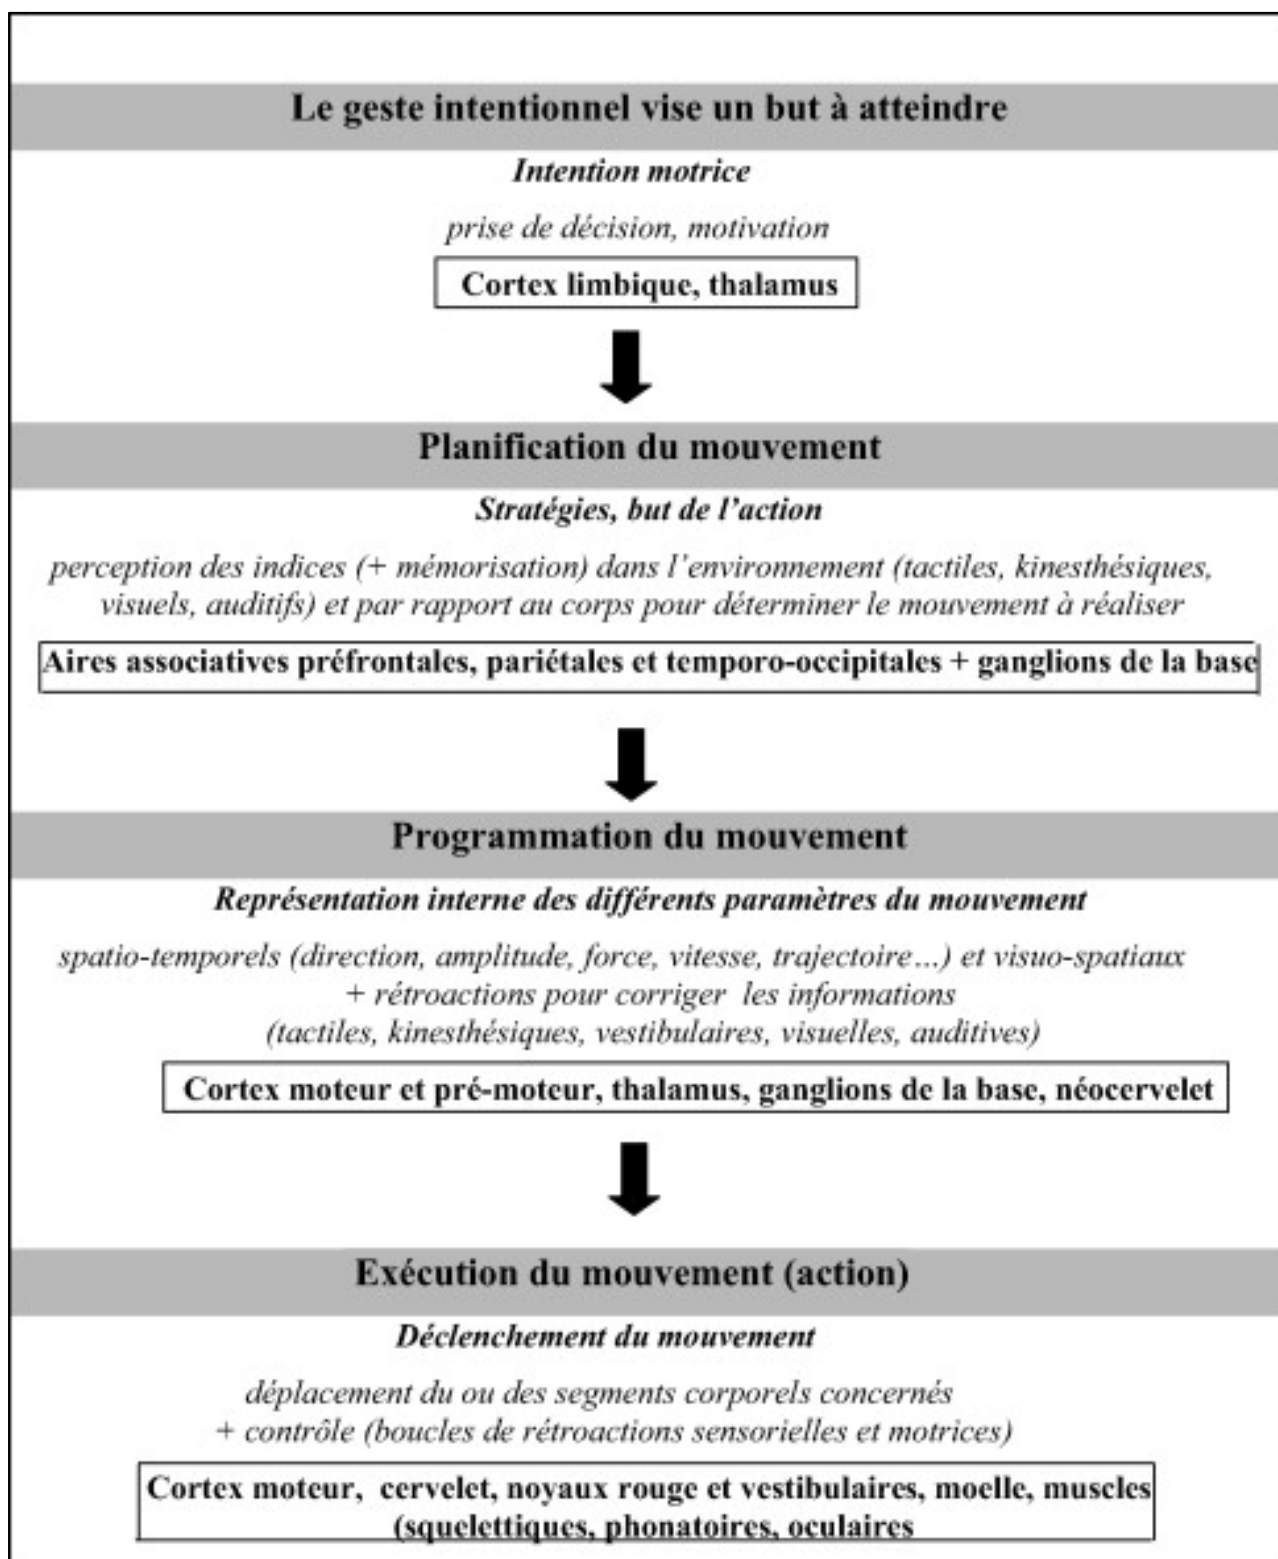 Le geste intentionnel vise un but à atteindre
Intention motrice
prise de décision, motivation
Cortex limbique, thalamus
Planification du mouvement
Stratégies, but de l'action
perception des indices (+ mémorisation) dans l'environnement (tactiles, kinesthésiques,
visuels, auditifs) et par rapport au corps pour déterminer le mouvement à réaliser
Aires associatives préfrontales, pariétales et temporo-occipitales + ganglions de la base
Programmation du mouvement
Représentation interne des différents paramètres du mouvement
spatio-temporels (direction, amplitude, force, vitesse, trajectoire…) et visuo-spatiaux
+ rétroactions pour corriger les informations
(tactiles, kinesthésiques, vestibulaires, visuelles, auditives)
Cortex moteur et pré-moteur, thalamus, ganglions de la base, néocervelet
Exécution du mouvement (action)
Déclenchement du mouvement
déplacement du ou des segments corporels concernés
+ contrôle (boucles de rétroactions sensorielles et motrices)
Cortex moteur, cervelet, noyaux rouge et vestibulaires, moelle, muscles
(squelettiques, phonatoires, oculaires